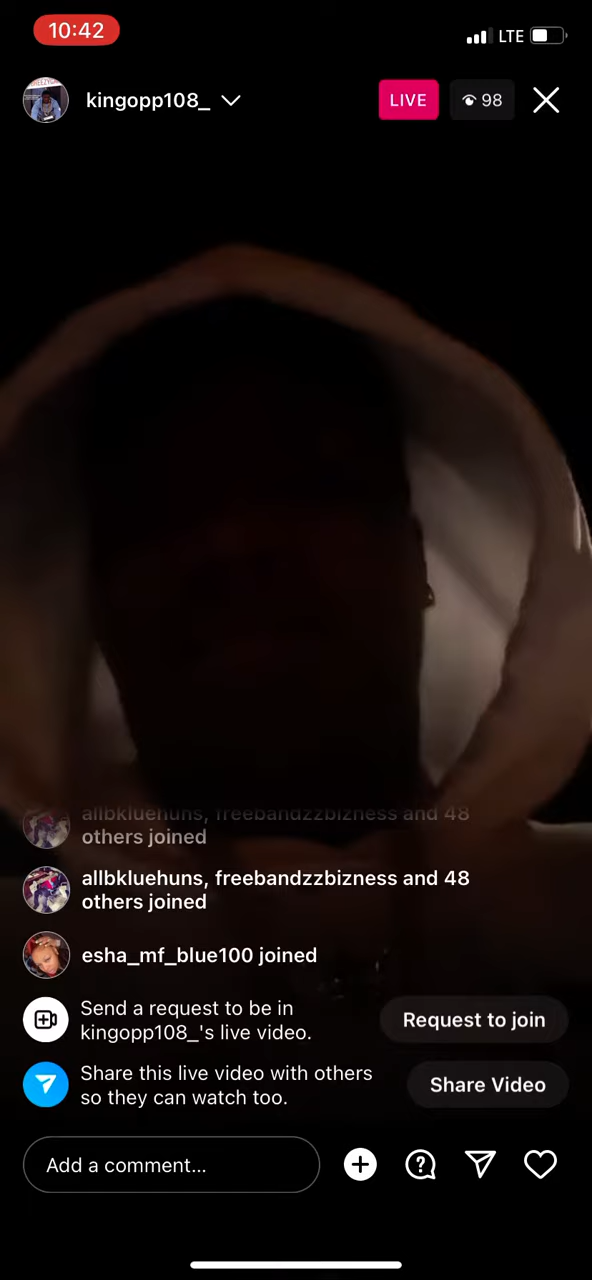 10:42
LTE
kingopp108_
LIVE
98
allbkluehuns, freebandzzbizness and 48
others joined
allbkluehuns, freebandzzbizness and 48
others joined
esha_mf_blue100 joined
Send a request to be in
kingopp108_'s live video.
Request to join
Share this live video with others
so they can watch too.
Share Video
Add a comment...